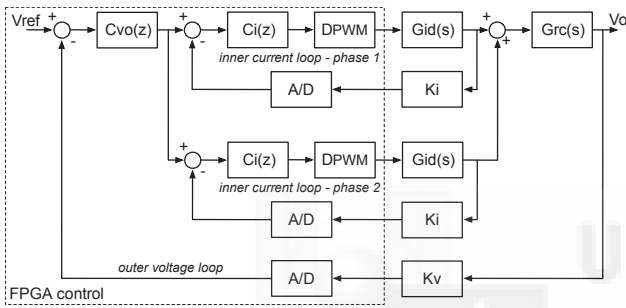 Vref
+
-
Cvo(z)
+
-
Ci(z)
DPWM
Gid(s)
+
+
Grc(s)
Vo
inner current loop - phase 1
A/D
Ki
+
-
Ci(z)
DPWM
Gid(s)
inner current loop - phase 2
A/D
Ki
outer voltage loop
A/D
Kv
FPGA control